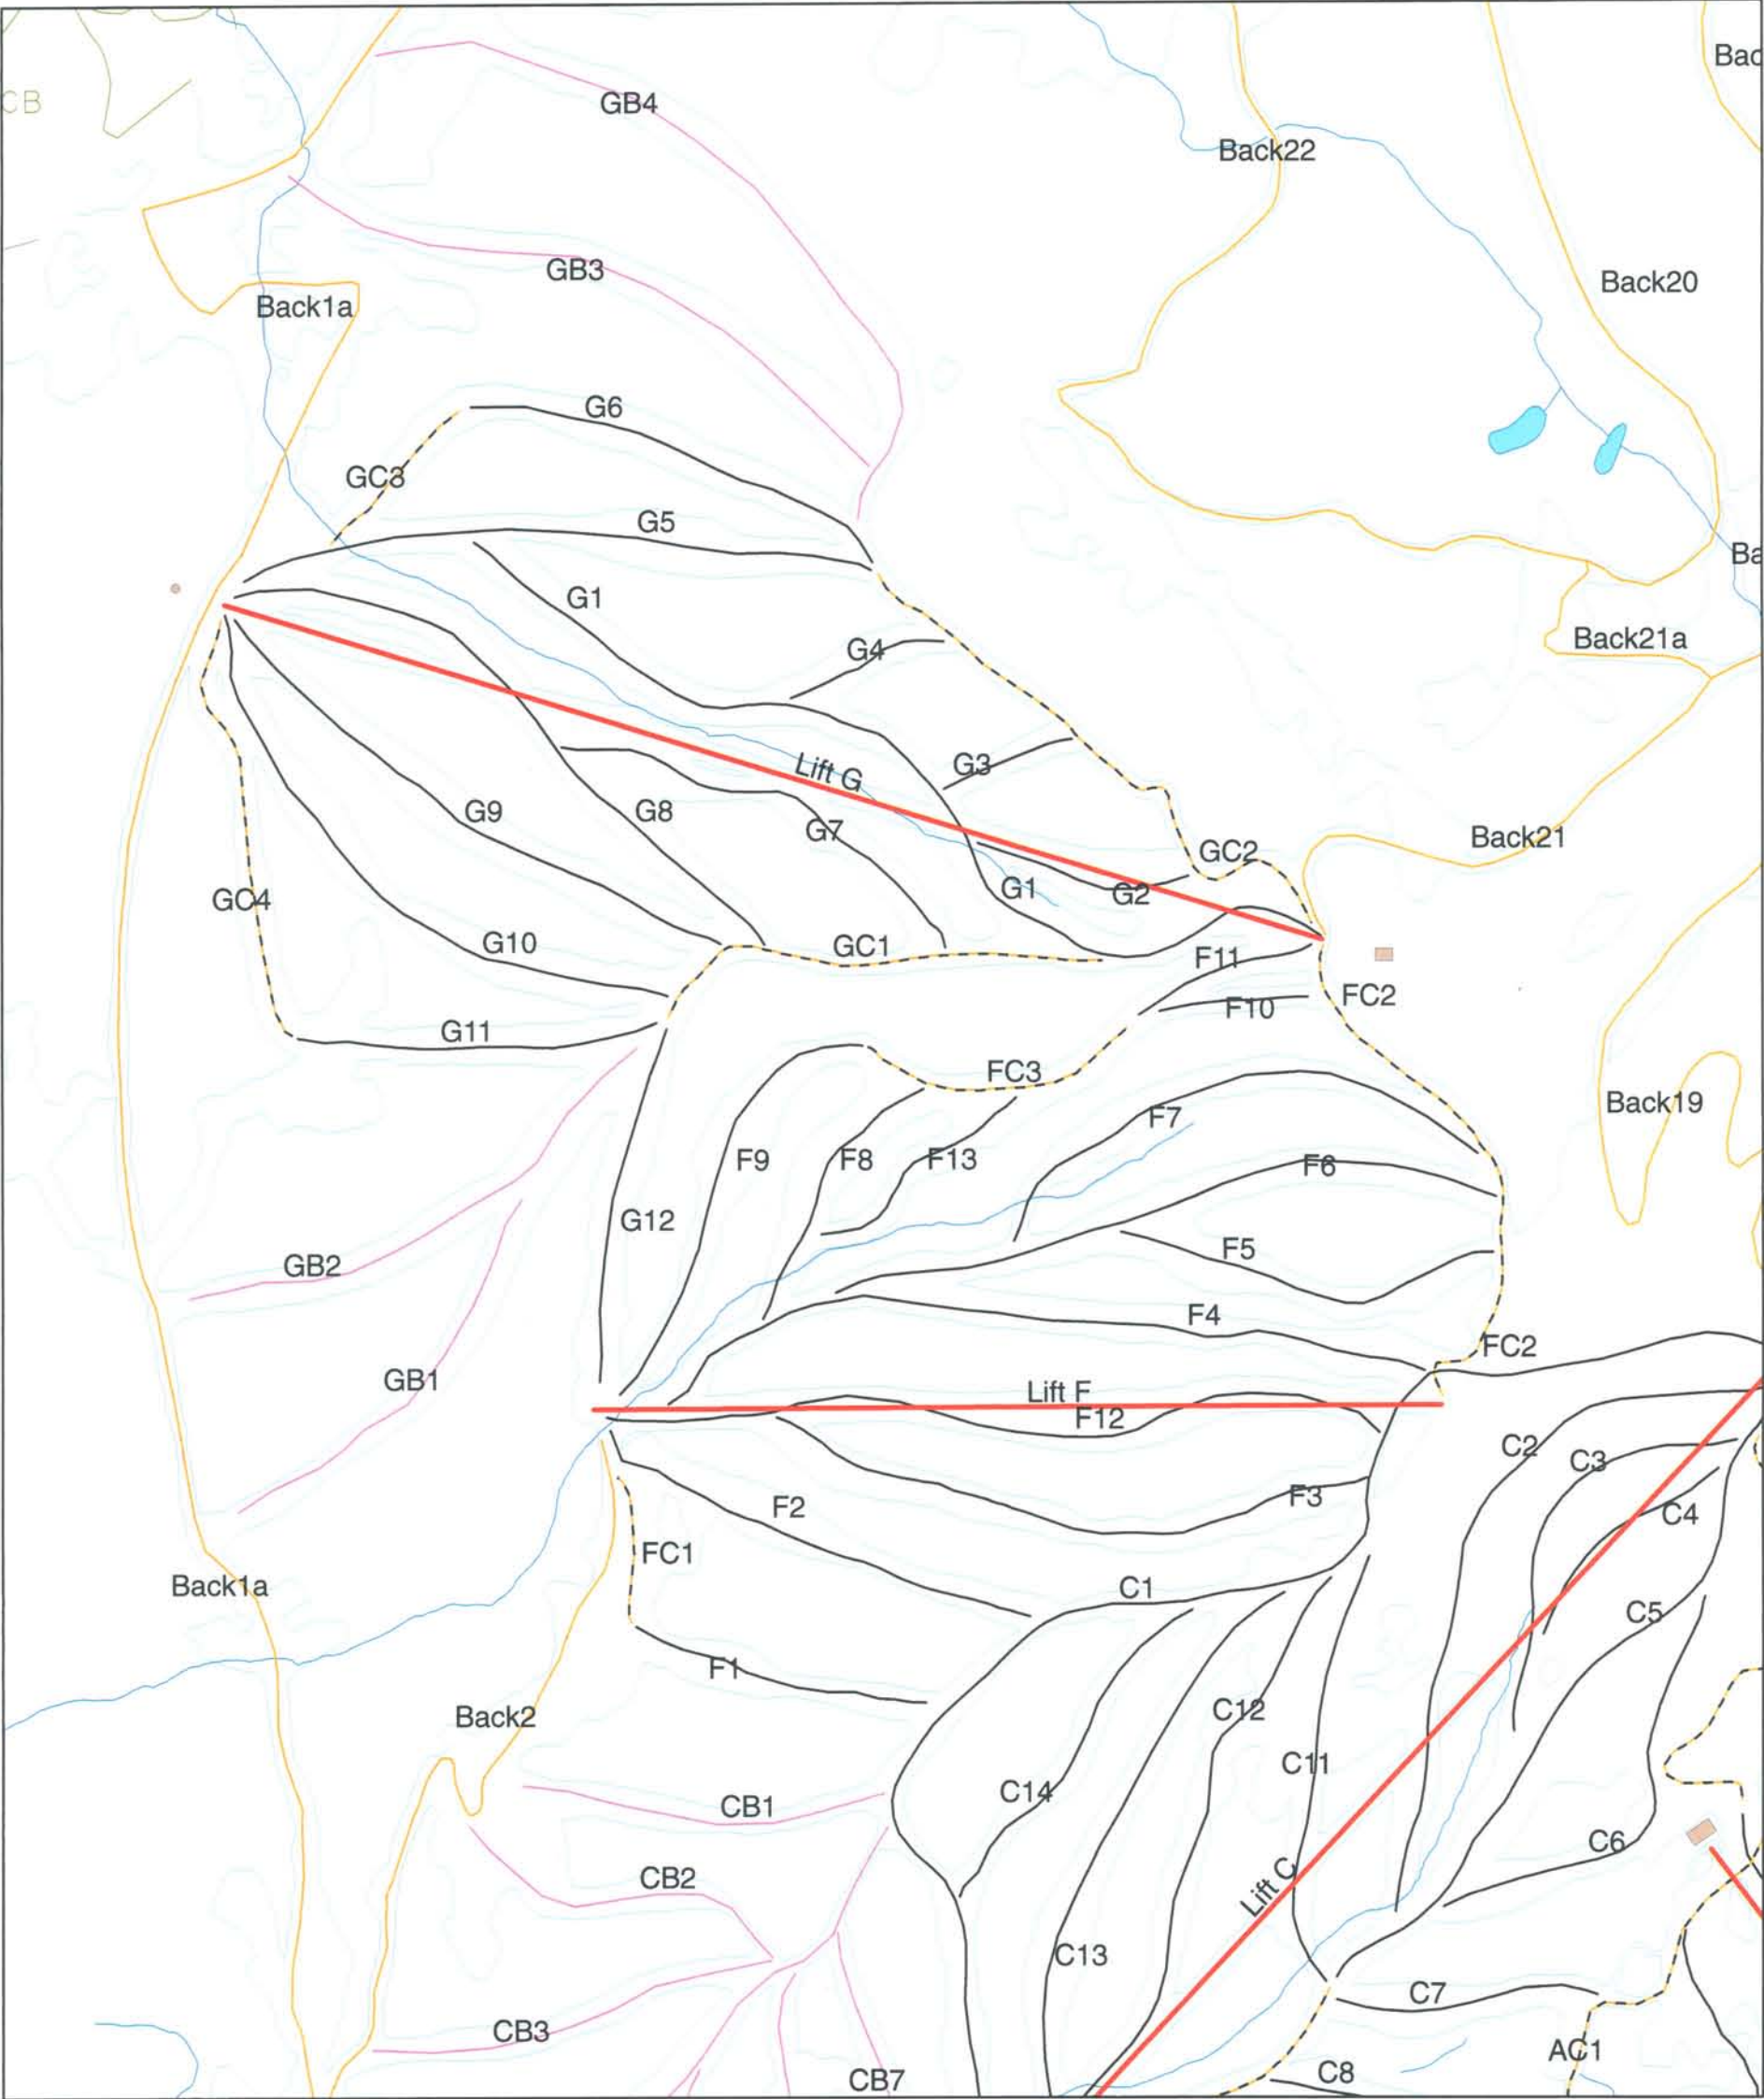 Bac
GB4
CB
Back22
GB3
Back20
Back1a
G6
GC3
G5
Ba
G1
Back21a
G4
G3
Lift G
G9
G8
G7
Back21
GC2
G1
G2
GC4
G10
GC1
F11
FC2
F10
G11
FC3
Back19
F7
F9
F8
F13
F6
G12
F5
GB2
F4
FC2
GB1
Lift F
F12
C2
C3
F3
F2
C4
FC1
Back1a
C1
C5
F1
C12
Back2
C11
C14
CB1
C6
CB2
Lift C
C13
C7
CB3
AC1
C8
CB7